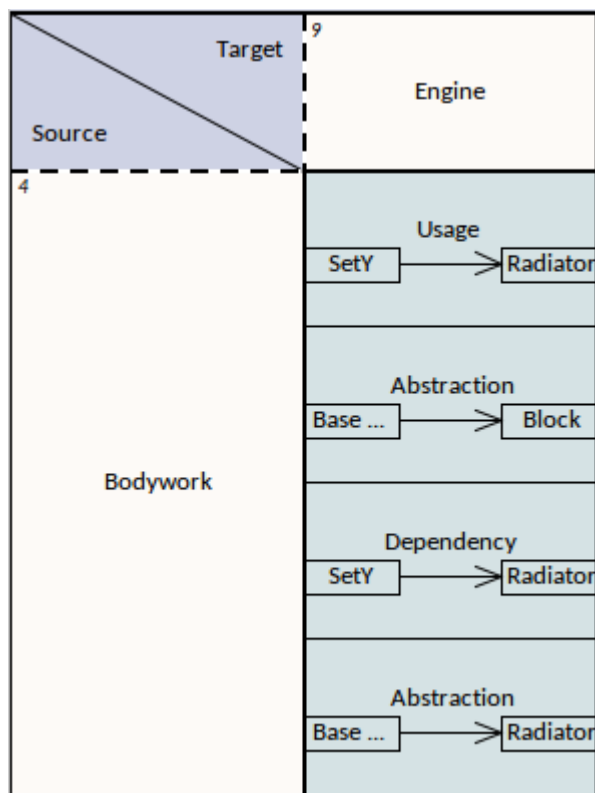 Target
Source
9
Engine
4
Bodywork
Usage
SetY Radiator
Abstraction
Base ... Block
Dependency
SetY Radiator
Abstraction
Base ... Radiator